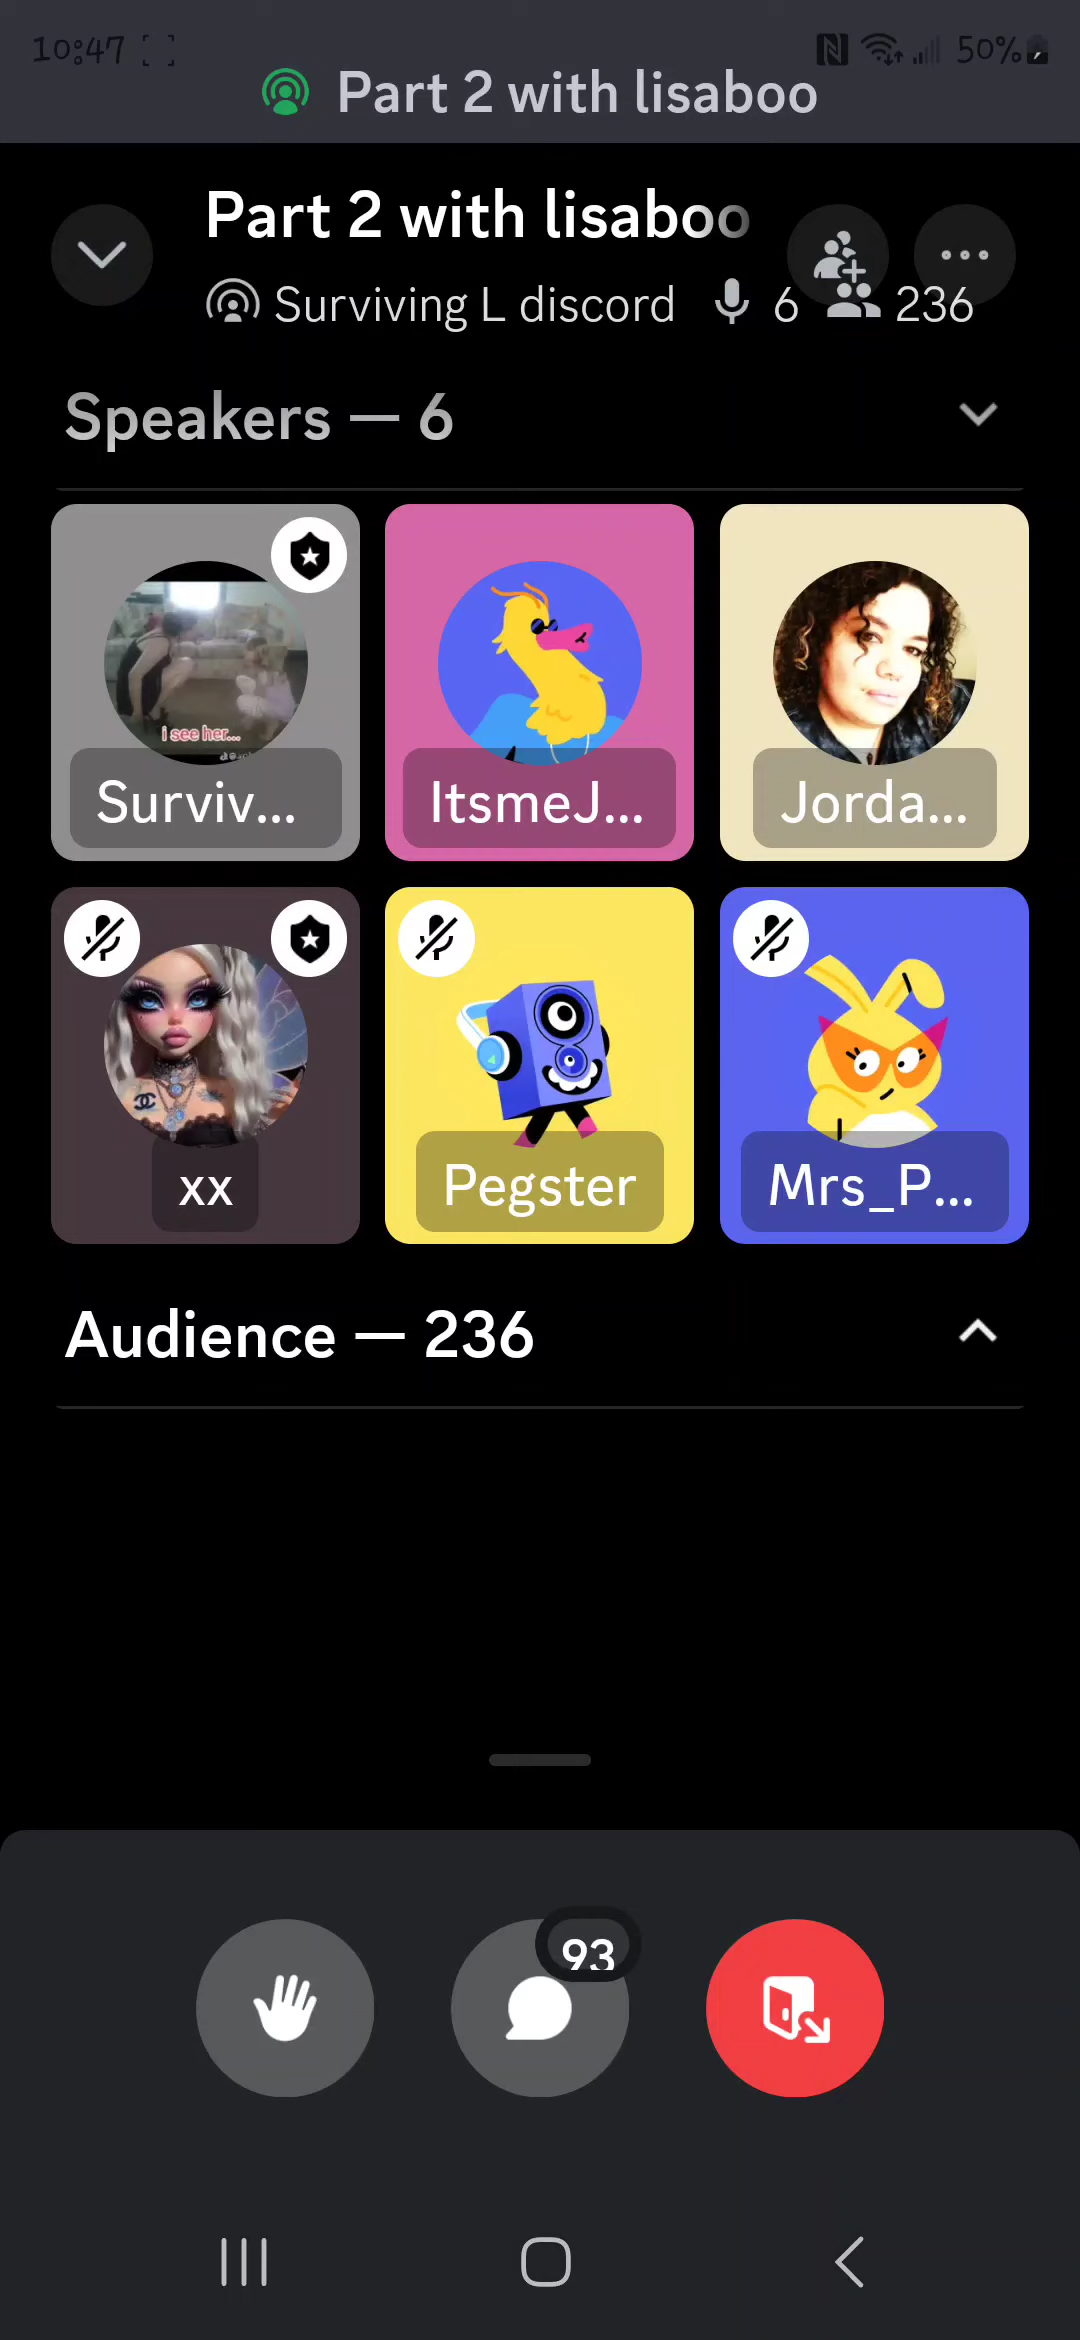 10:47
50%
Part 2 with lisaboo
Part 2 with lisaboo
Surviving L discord 6 236
Speakers — 6
i see her...
Surviv...
ItsmeJ...
Jorda...
xx
Pegster
Mrs_P...
Audience — 236
93